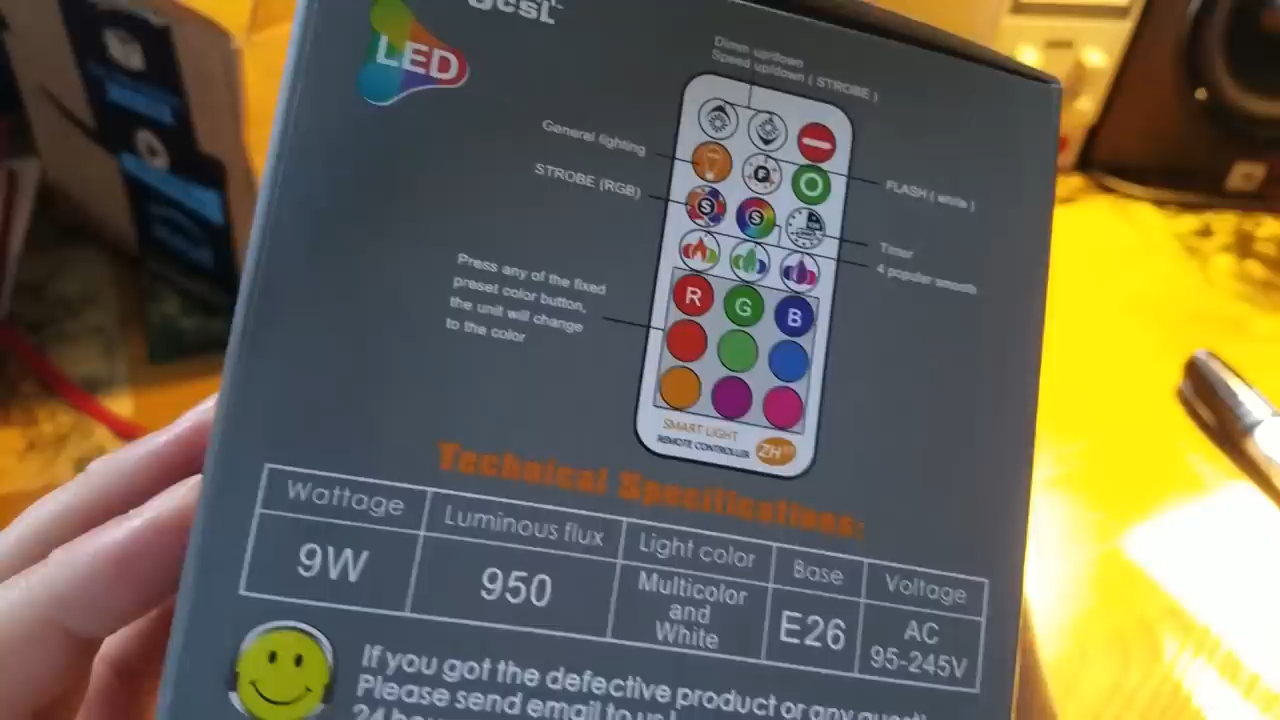 LED
Dimm up/down
Speed up/down ( STROBE )
General lighting
STROBE (RGB)
FLASH ( white )
Timer
4 popular smooth
Press any of the fixed
preset color button,
the unit will change
to the color
F
S
S
R
G
B
SMART LIGHT
REMOTE CONTROLLER
ZH
Technical Specifications:
Wattage
Luminous flux
Light color
Base
Voltage
9W
950
Multicolor
and
White
E26
AC
95-245V
If you got the defective product or any
Please send email to us